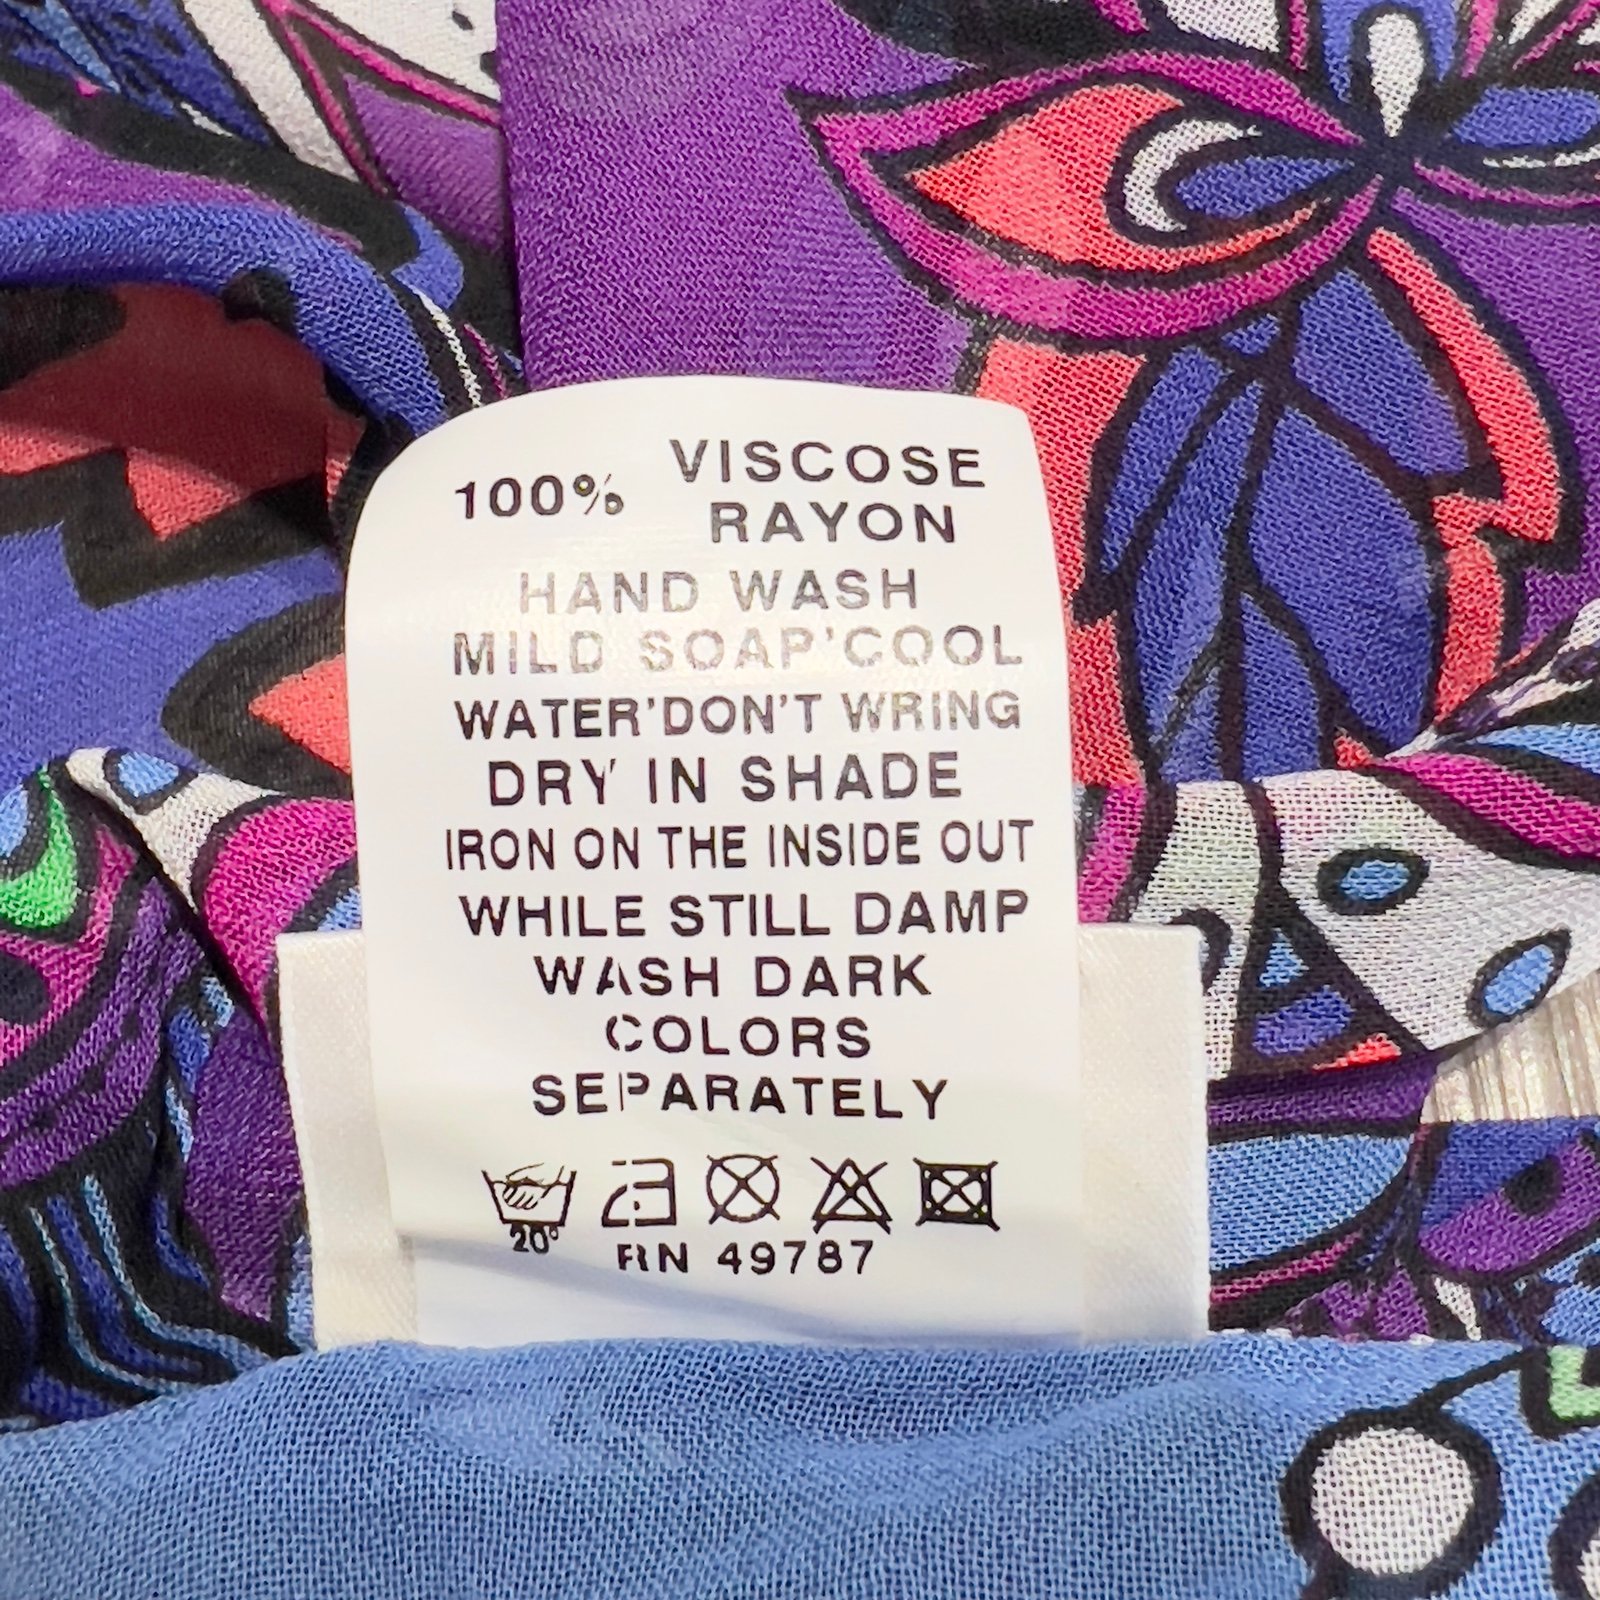 100% VISCOSE
RAYON
HAND WASH
MILD SOAP'COOL
WATER'DON'T WRING
DRY IN SHADE
IRON ON THE INSIDE OUT
WHILE STILL DAMP
WASH DARK
COLORS
SEPARATELY
20°
RN 49787